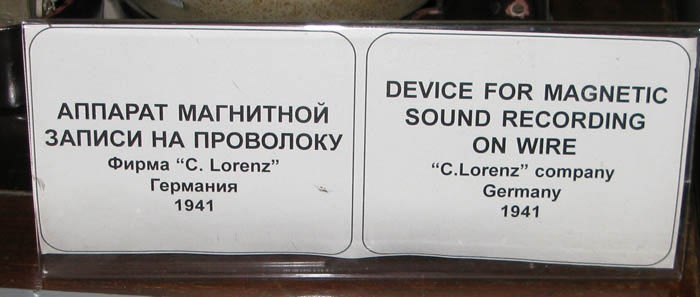 АППАРАТ МАГНИТНОЙ
ЗАПИСИ НА ПРОВОЛОКУ
Фирма “C. Lorenz”
Германия
1941
DEVICE FOR MAGNETIC
SOUND RECORDING
ON WIRE
“C.Lorenz” company
Germany
1941